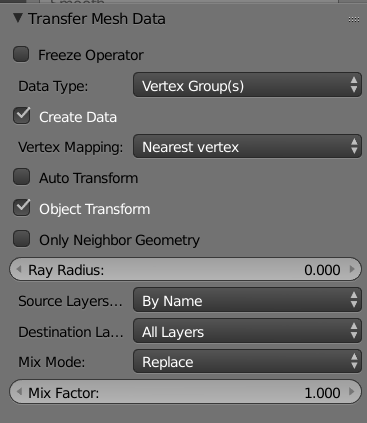 Transfer Mesh Data
Freeze Operator
Data Type: Vertex Group(s)
Create Data
Vertex Mapping: Nearest vertex
Auto Transform
Object Transform
Only Neighbor Geometry
Ray Radius: 0.000
Source Layers... By Name
Destination La... All Layers
Mix Mode: Replace
Mix Factor: 1.000